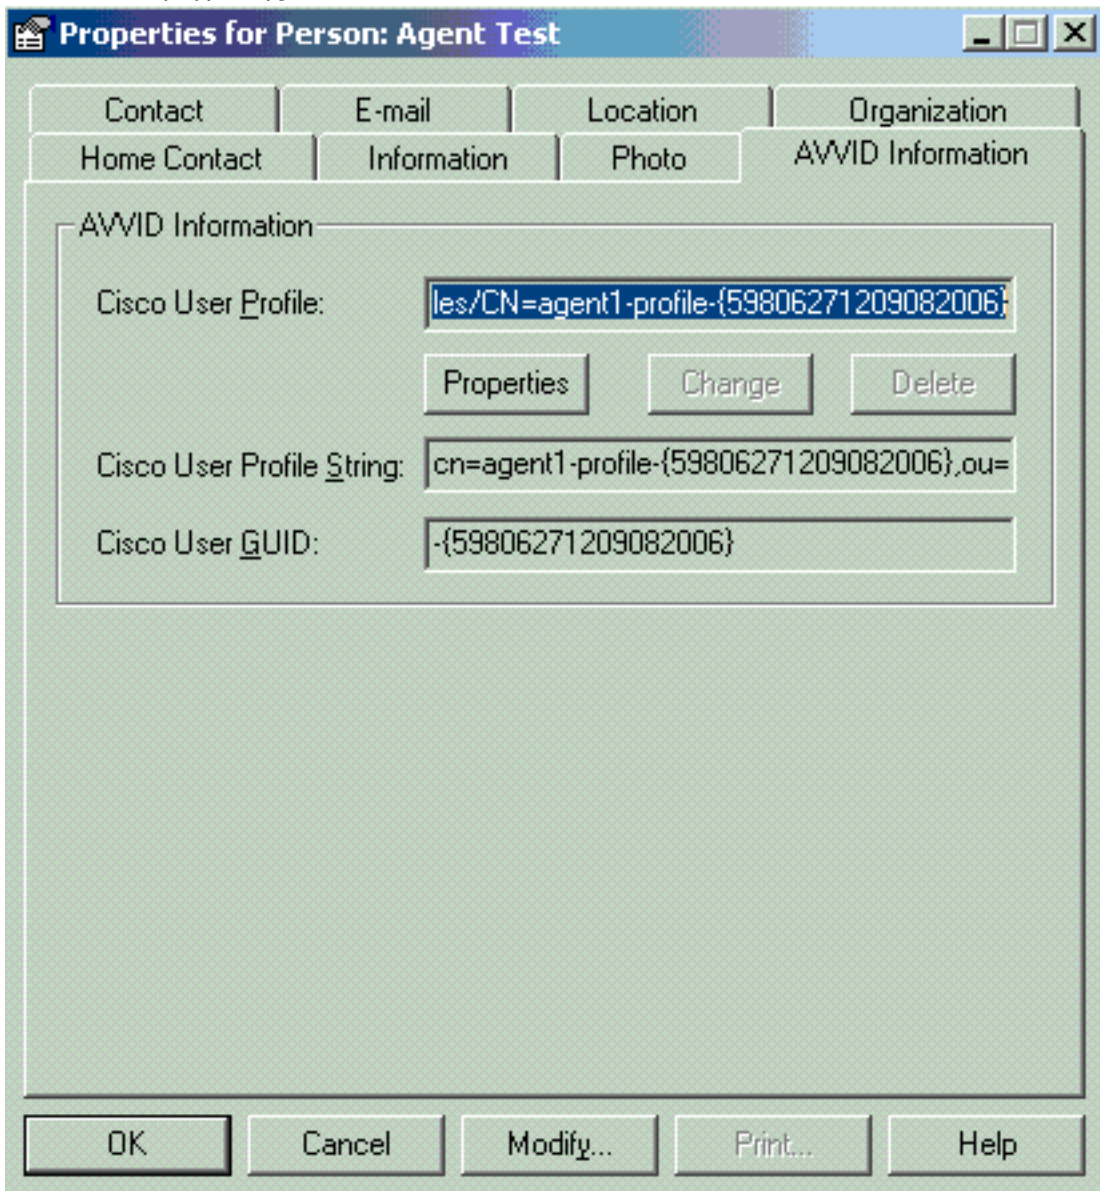 Properties for Person: Agent Test
Contact E-mail Location Organization
Home Contact Information Photo AVVID Information
AVVID Information
Cisco User Profile: les/CN=agent1-profile-{59806271209082006}
Properties Change Delete
Cisco User Profile String: cn=agent1-profile-{59806271209082006},ou=
Cisco User GUID: -{59806271209082006}
OK Cancel Modify... Print... Help